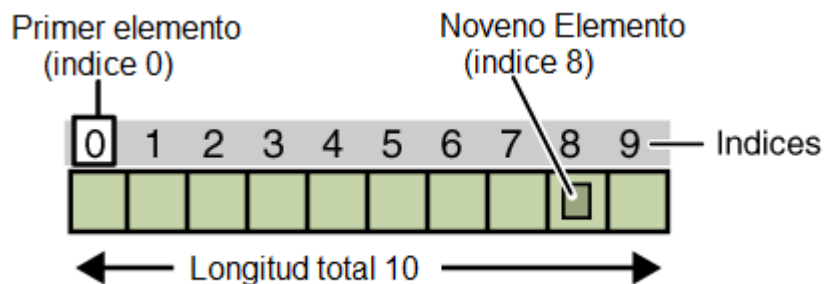 Primer elemento
(indice 0)
Noveno Elemento
(indice 8)
0 1 2 3 4 5 6 7 8 9
Indices
Longitud total 10